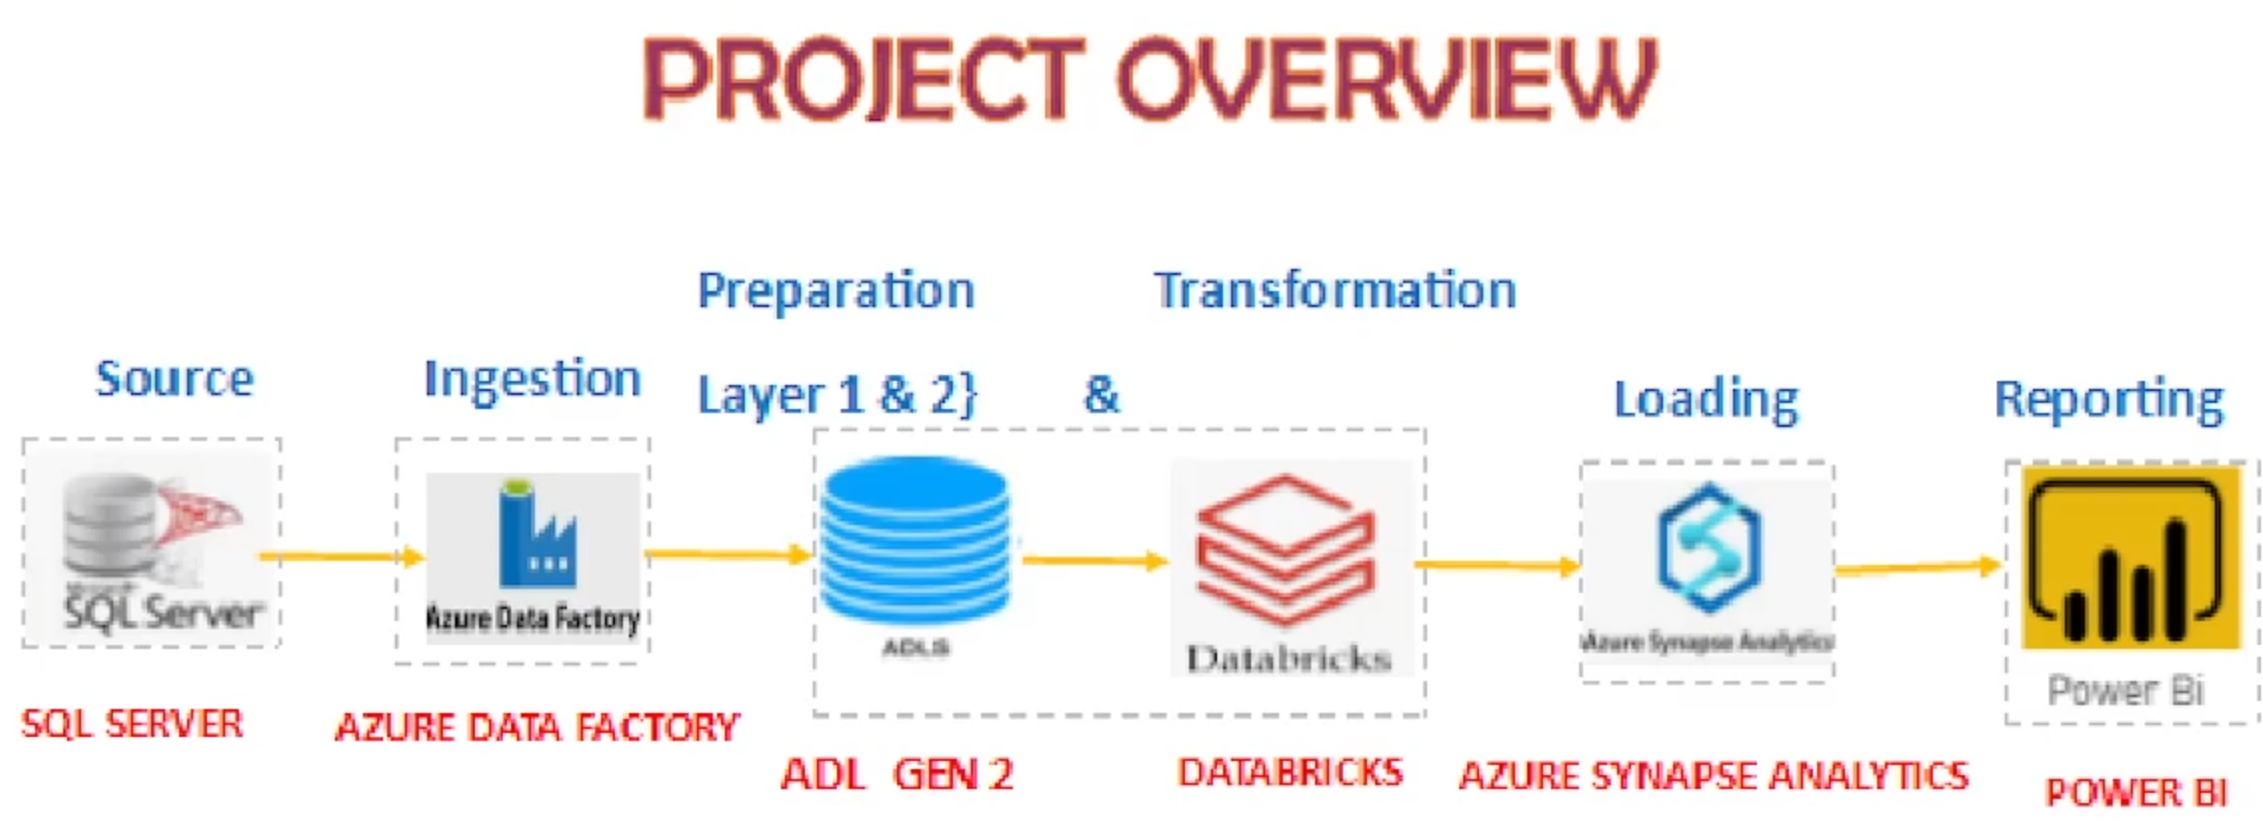 PROJECT OVERVIEW
Preparation Transformation
Source Ingestion Layer 1 & 2} & Loading Reporting
SQL Server
Azure Data Factory
ADLS
Databricks
Azure Synapse Analytics
Power Bi
SQL SERVER
AZURE DATA FACTORY
ADL GEN 2
DATABRICKS
AZURE SYNAPSE ANALYTICS
POWER BI